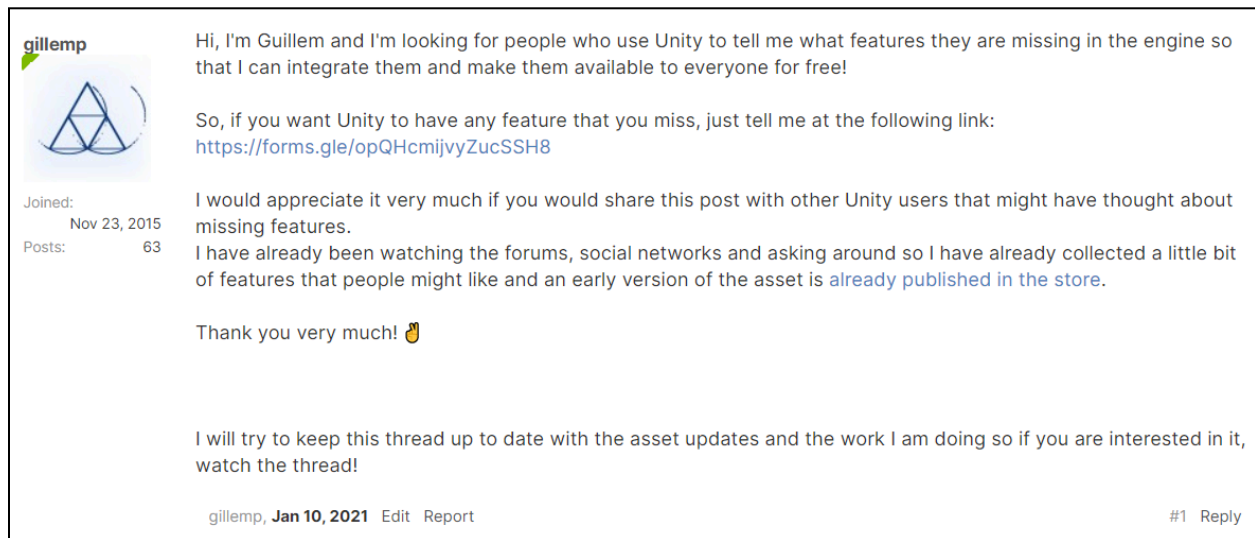 gillemp
Joined:
Nov 23, 2015
Posts: 63
Hi, I'm Guillem and I'm looking for people who use Unity to tell me what features they are missing in the engine so
that I can integrate them and make them available to everyone for free!
So, if you want Unity to have any feature that you miss, just tell me at the following link:
https://forms.gle/opQHcmijvyZucSSH8
I would appreciate it very much if you would share this post with other Unity users that might have thought about
missing features.
I have already been watching the forums, social networks and asking around so I have already collected a little bit
of features that people might like and an early version of the asset is already published in the store.
Thank you very much! ✌️
I will try to keep this thread up to date with the asset updates and the work I am doing so if you are interested in it,
watch the thread!
gillemp, Jan 10, 2021 Edit Report #1 Reply